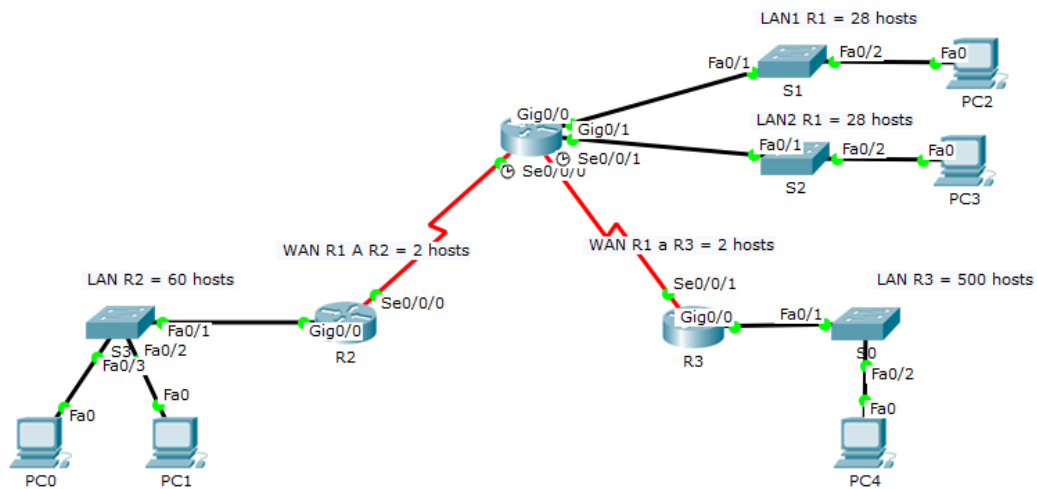 LAN1 R1 = 28 hosts
Fa0/1
Fa0/2
Fa0
S1
PC2
Gig0/0
Gig0/1
LAN2 R1 = 28 hosts
Fa0/1
Fa0/2
Fa0
S2
PC3
Se0/0/1
Se0/0/0
WAN R1 A R2 = 2 hosts
WAN R1 a R3 = 2 hosts
LAN R2 = 60 hosts
LAN R3 = 500 hosts
Se0/0/0
Se0/0/1
Fa0/1
Gig0/0
Gig0/0
Fa0/1
S3
Fa0/2
R2
R3
S0
Fa0/3
Fa0/2
Fa0
Fa0
Fa0
PC0
PC1
PC4